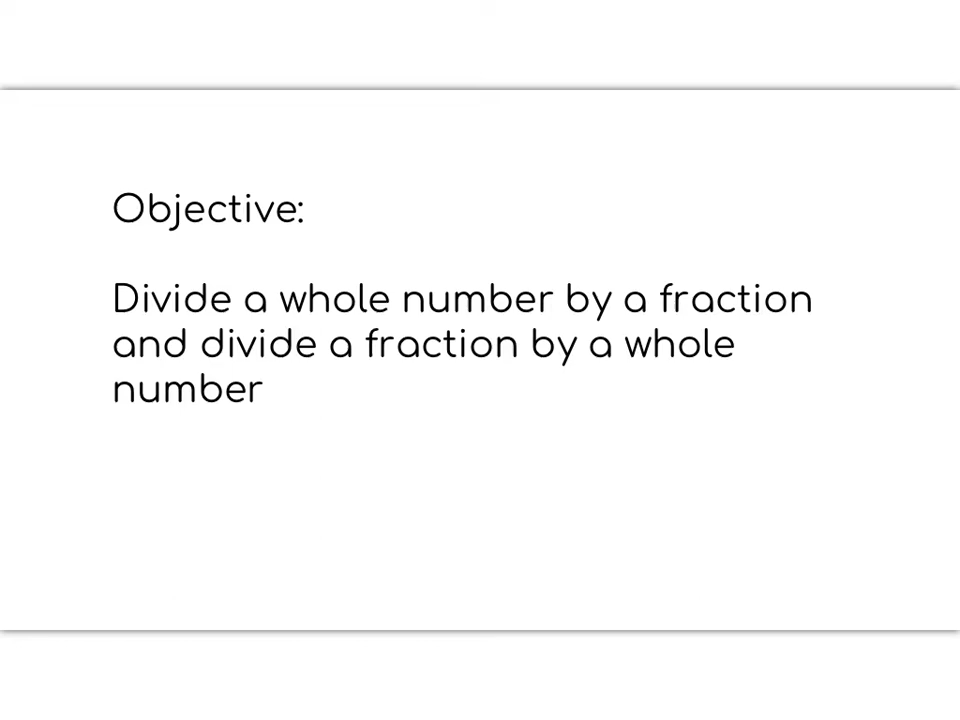 Objective:
Divide a whole number by a fraction
and divide a fraction by a whole
number